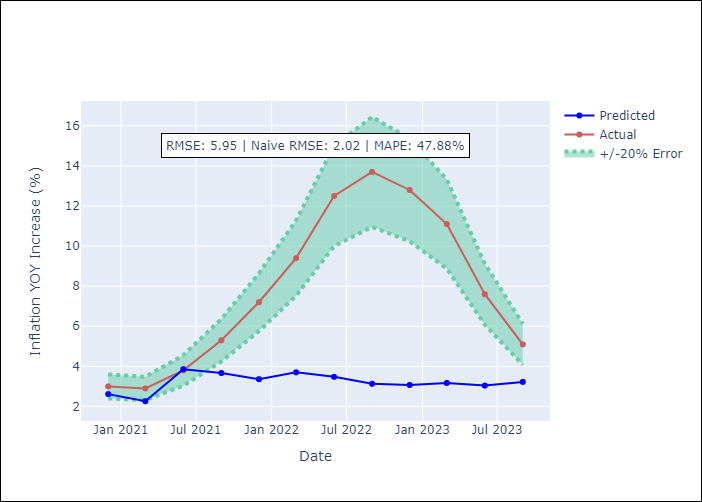 RMSE: 5.95 | Naive RMSE: 2.02 | MAPE: 47.88%
Predicted
Actual
+/-20% Error
Inflation YOY Increase (%)
16
14
12
10
8
6
4
2
Jan 2021
Jul 2021
Jan 2022
Jul 2022
Jan 2023
Jul 2023
Date